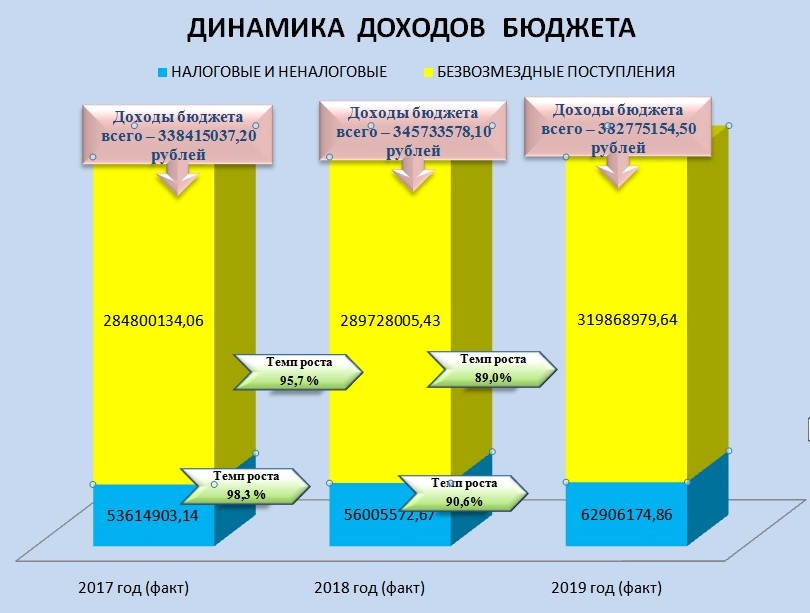 ДИНАМИКА ДОХОДОВ БЮДЖЕТА
НАЛОГОВЫЕ И НЕНАЛОГОВЫЕ
БЕЗВОЗМЕЗДНЫЕ ПОСТУПЛЕНИЯ
Доходы бюджета
всего – 338415037,20
рублей
Доходы бюджета
всего – 345733578,10
рублей
Доходы бюджета
всего – 382775154,50
рублей
284800134,06
289728005,43
319868979,64
Темп роста
95,7 %
Темп роста
89,0%
Темп роста
98,3 %
Темп роста
90,6%
53614903,14
56005572,67
62906174,86
2017 год (факт)
2018 год (факт)
2019 год (факт)